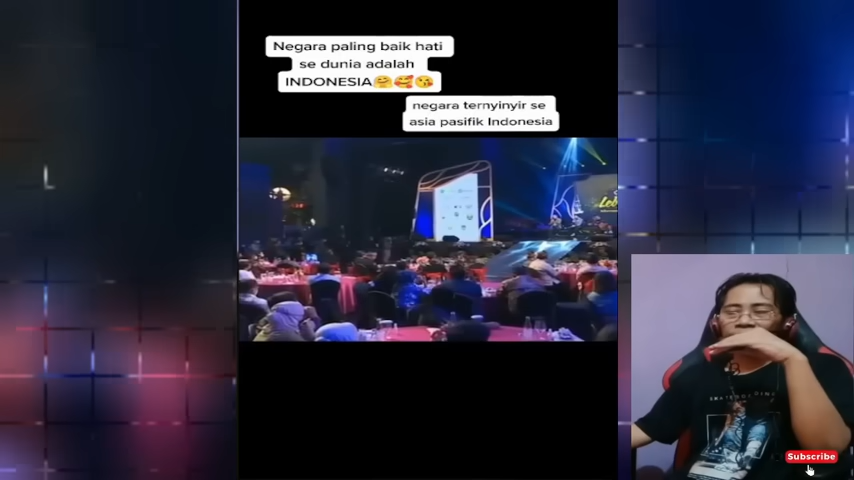 Negara paling baik hati
se dunia adalah
INDONESIA🤗🥰😘
negara ternyinyir se
asia pasifik Indonesia
Subscribe